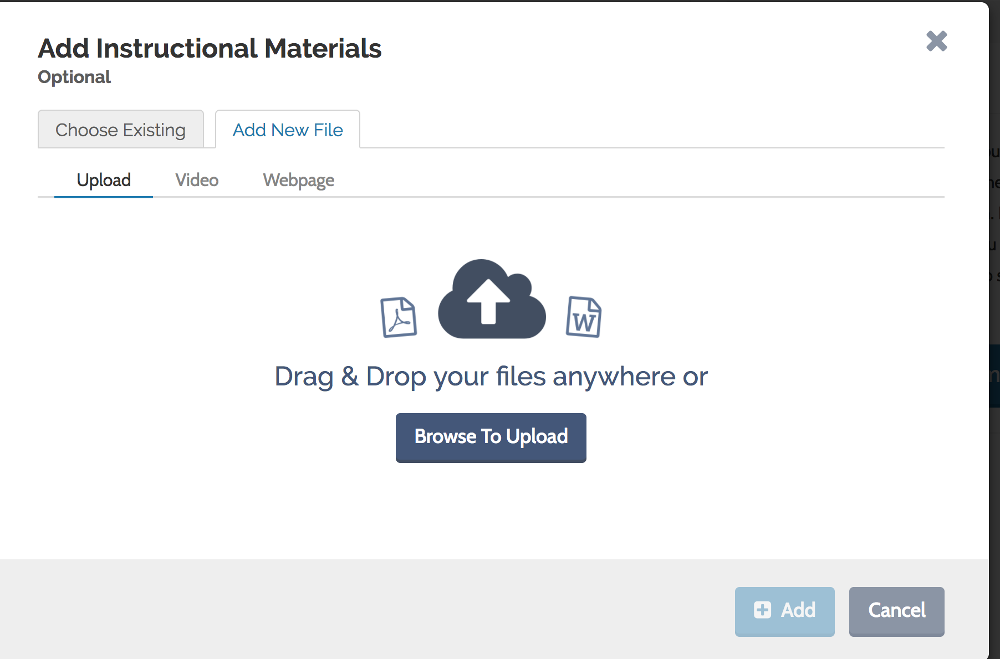 Add Instructional Materials
Optional
Choose Existing
Add New File
Upload
Video
Webpage
W
Drag & Drop your files anywhere or
Browse To Upload
Add
Cancel